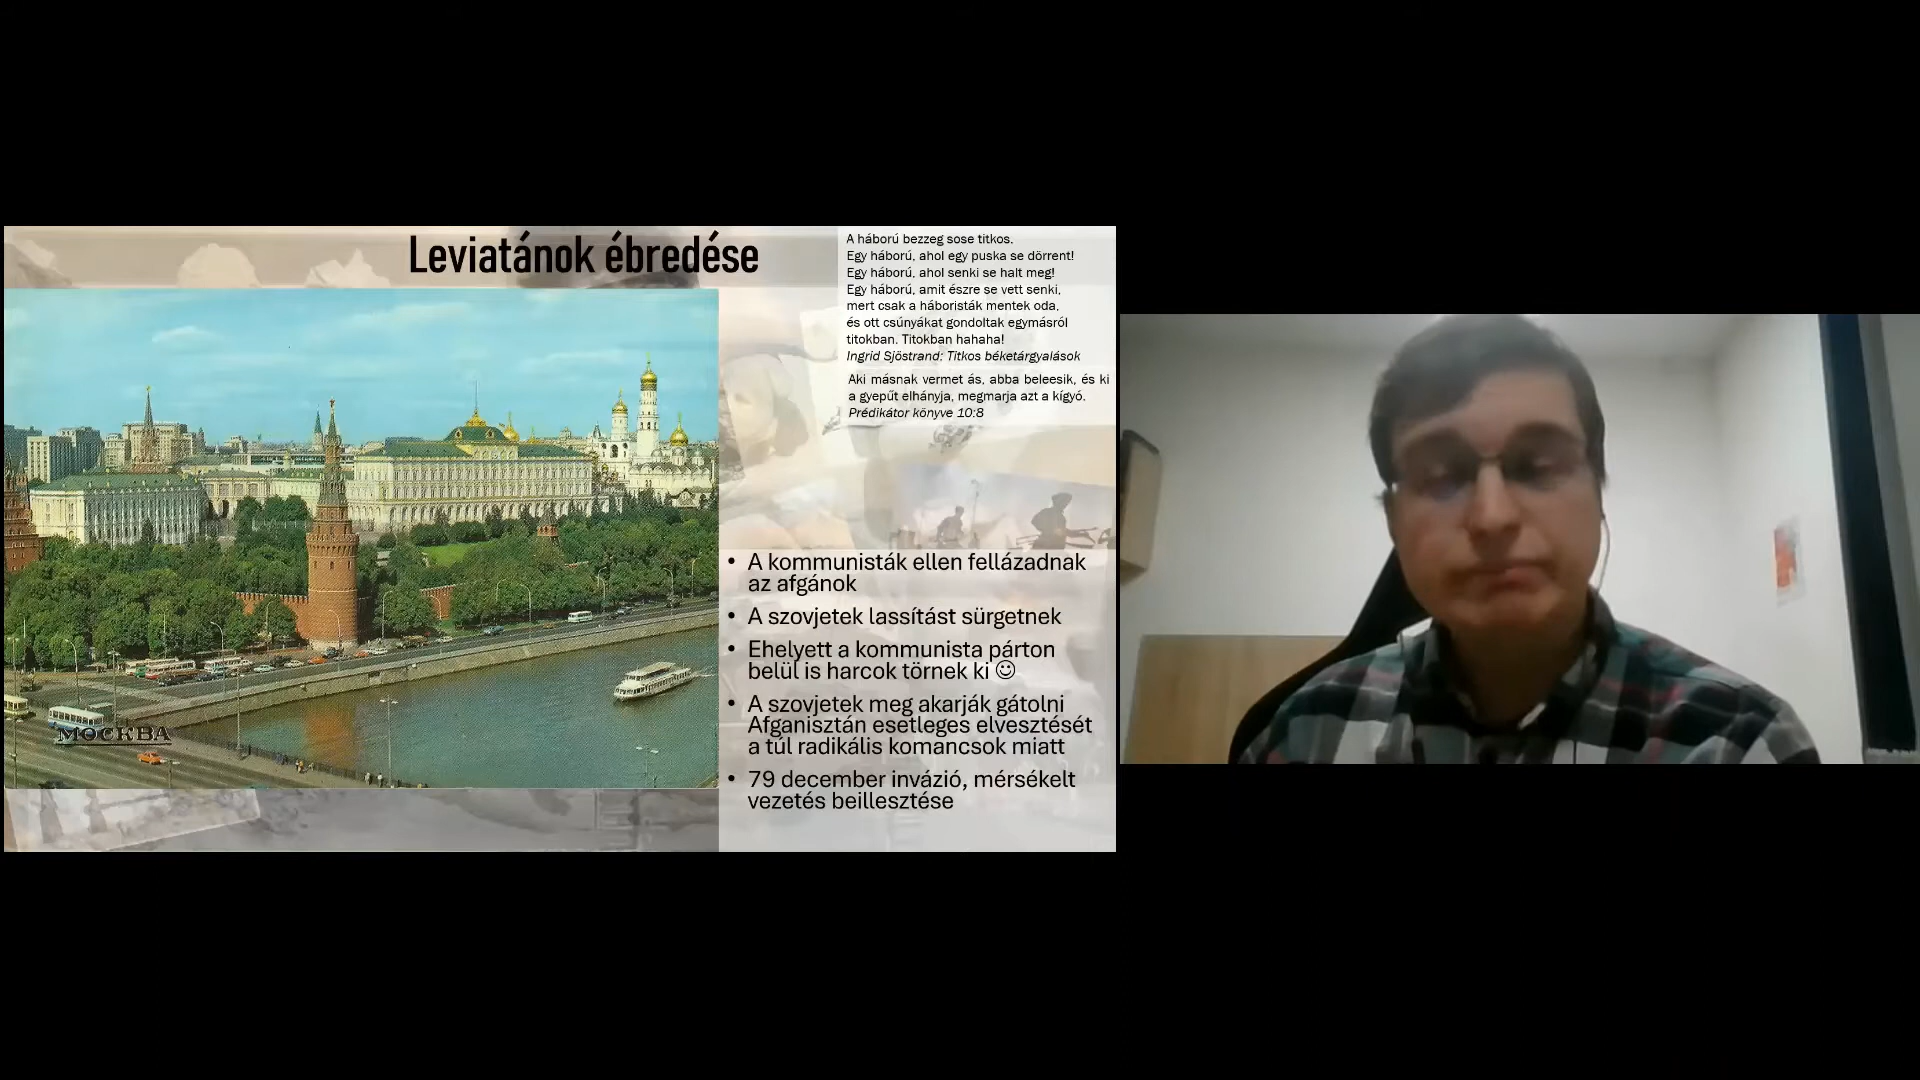 Leviatánok ébredése
A háború bezzeg sose titkos.
Egy háború, ahol egy puska se dörrent!
Egy háború, ahol senki se halt meg!
Egy háború, amit észre se vett senki,
mert csak a háboristák mentek oda,
és ott csúnyákat gondoltak egymásról
titokban. Titokban hahaha!
Ingrid Sjöstrand: Titkos béketárgyalások
Aki másnak vermet ás, abba beleesik, és ki
a gyepűt elhányja, megmarja azt a kígyó.
Prédikátor könyve 10:8
МОСКВА
• A kommunisták ellen fellázadnak
az afgánok
• A szovjetek lassítást sürgetnek
• Ehelyett a kommunista párton
belül is harcok törnek ki ☺
• A szovjetek meg akarják gátolni
Afganisztán esetleges elvesztését
a túl radikális komancsok miatt
• 79 december invázió, mérsékelt
vezetés beillesztése